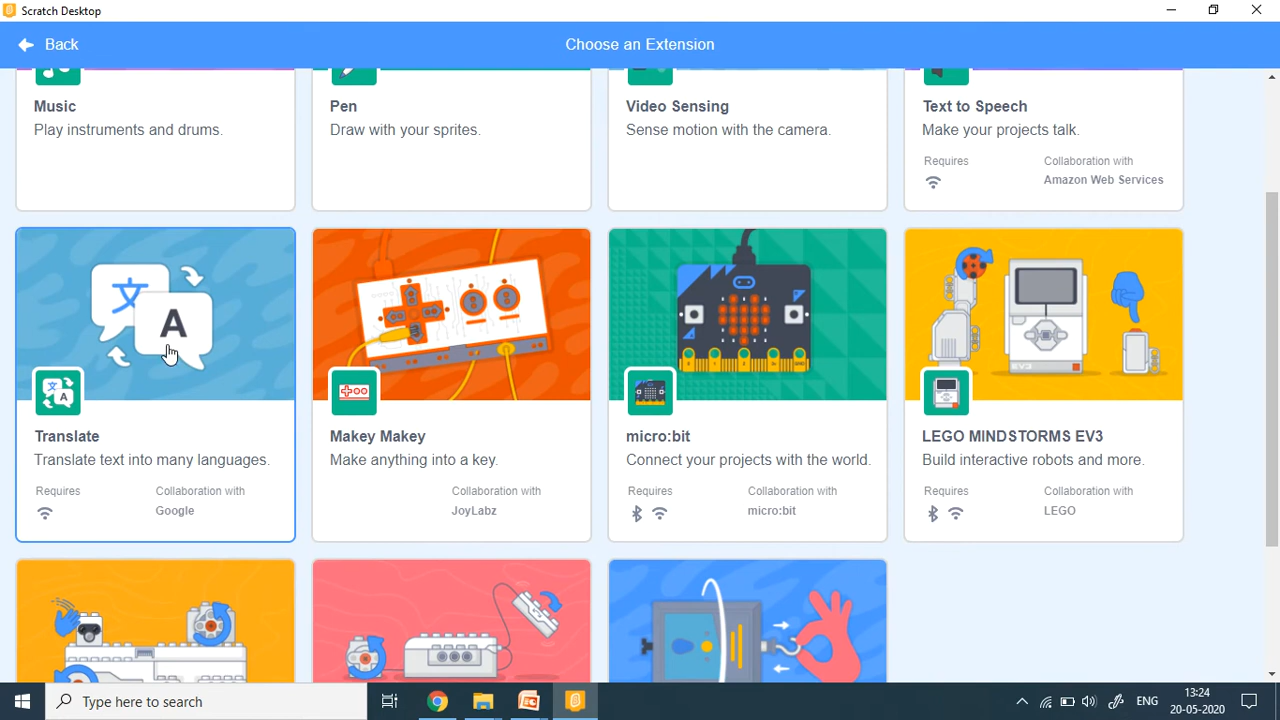 Scratch Desktop
Back
Choose an Extension
Music
Play instruments and drums.
Pen
Draw with your sprites.
Video Sensing
Sense motion with the camera.
Text to Speech
Make your projects talk.
Requires
Collaboration with
Amazon Web Services
文
A
文 A
Translate
Translate text into many languages.
Requires
Collaboration with
Google
Makey Makey
Make anything into a key.
Collaboration with
JoyLabz
micro:bit
Connect your projects with the world.
Requires
Collaboration with
micro:bit
EV3
LEGO MINDSTORMS EV3
Build interactive robots and more.
Requires
Collaboration with
LEGO
Type here to search
ENG
13:24
20-05-2020